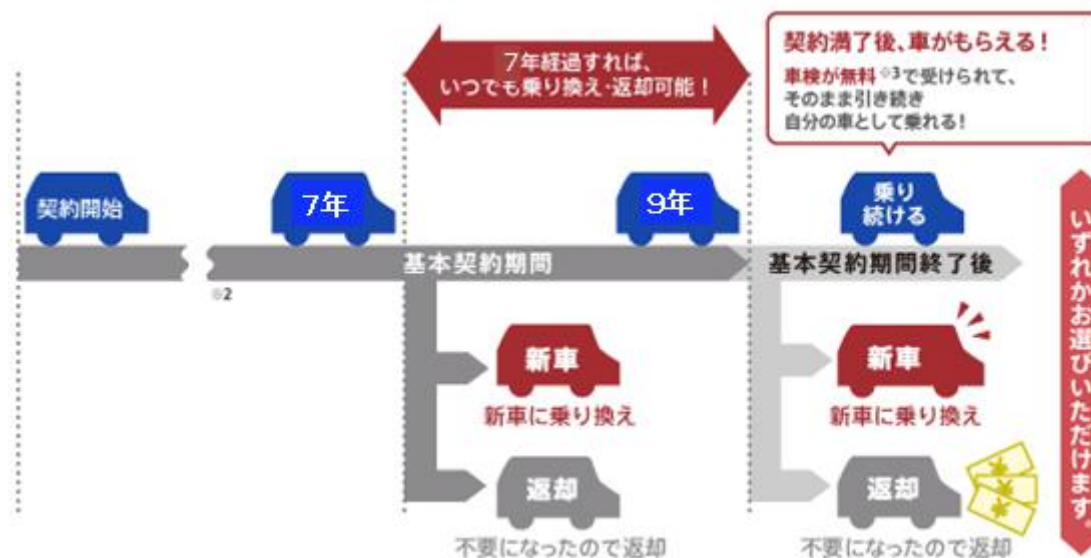 7年経過すれば、
いつでも乗り換え・返却可能！
契約満了後、車がもらえる！
車検が無料※3で受けられて、
そのまま引き続き
自分の車として乗れる！
契約開始
7年
9年
乗り
続ける
基本契約期間
基本契約期間終了後
※2
新車
新車に乗り換え
新車
新車に乗り換え
返却
不要になったので返却
返却
不要になったので返却
いずれかお選びいただけます。